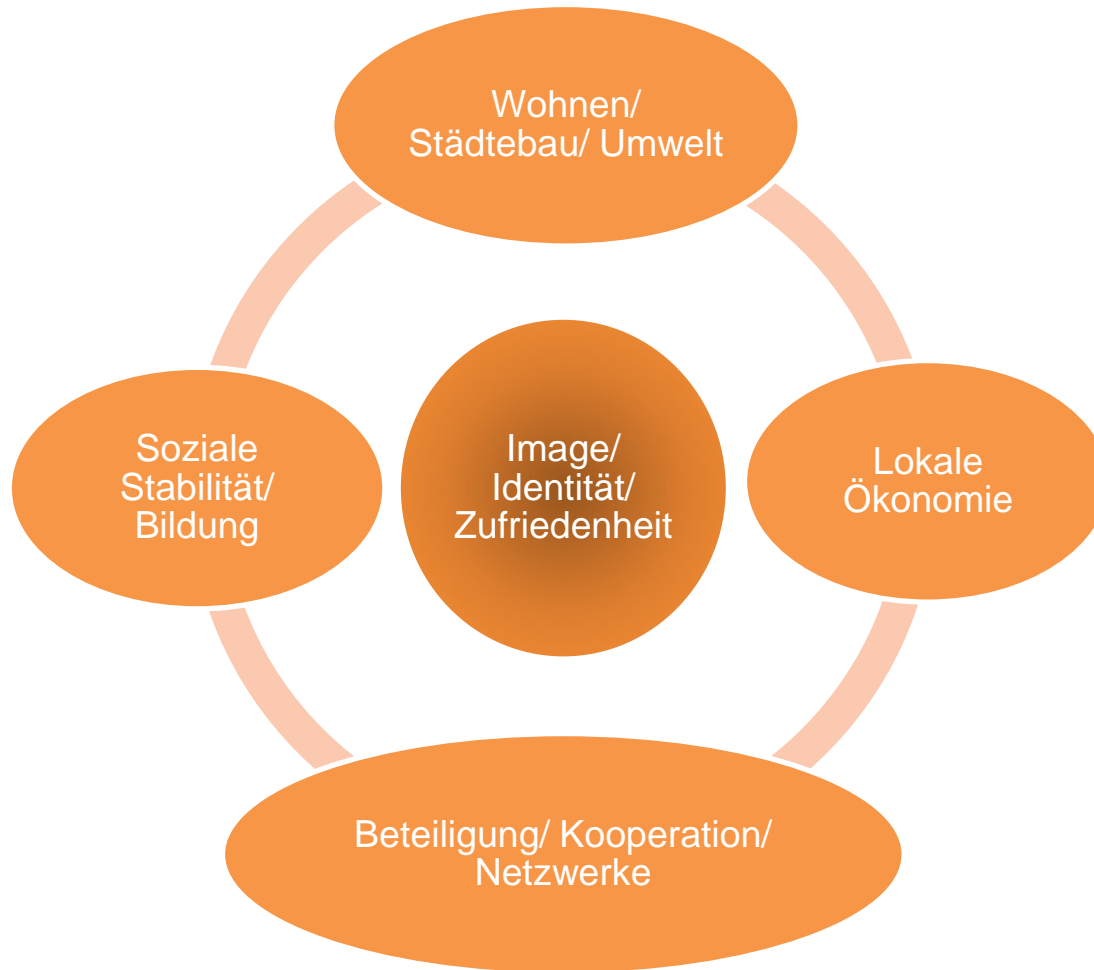 Wohnen/
Städtebau/ Umwelt
Soziale
Stabilität/
Bildung
Image/
Identität/
Zufriedenheit
Lokale
Ökonomie
Beteiligung/ Kooperation/
Netzwerke